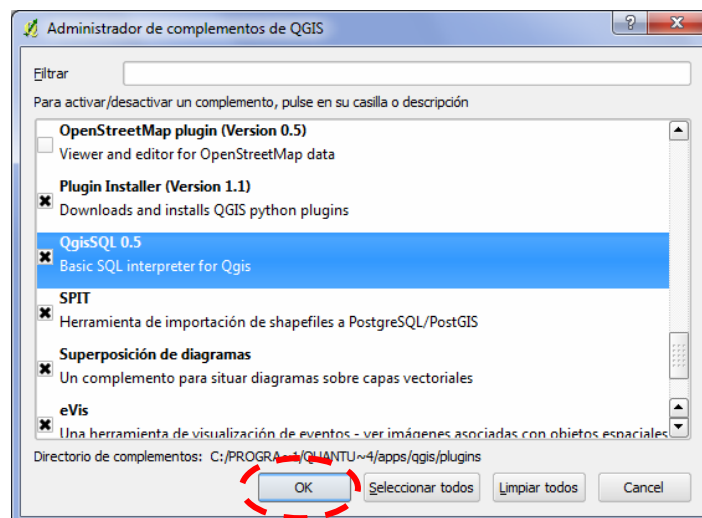 Administrador de complementos de QGIS
Filtrar
Para activar/desactivar un complemento, pulse en su casilla o descripción
OpenStreetMap plugin (Version 0.5)
Viewer and editor for OpenStreetMap data
Plugin Installer (Version 1.1)
Downloads and installs QGIS python plugins
QgisSQL 0.5
Basic SQL interpreter for Qgis
SPIT
Herramienta de importación de shapefiles a PostgreSQL/PostGIS
Superposición de diagramas
Un complemento para situar diagramas sobre capas vectoriales
eVis
Una herramienta de visualización de eventos - ver imágenes asociadas con objetos espaciales
Directorio de complementos: C:/PROGRA~1/QUANTU~4/apps/qgis/plugins
OK Seleccionar todos Limpiar todos Cancel